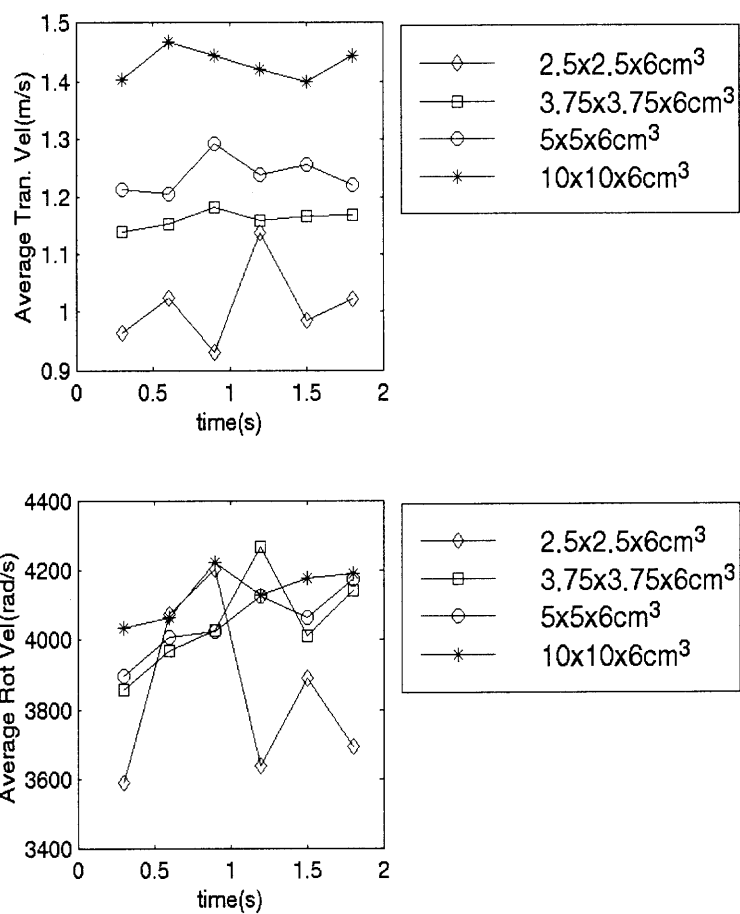 Average Tran. Vel(m/s)
1.5
1.4
1.3
1.2
1.1
1
0.9
0
0.5
1
1.5
2
time(s)
2.5x2.5x6cm³
3.75x3.75x6cm³
5x5x6cm³
10x10x6cm³
Average Rot Vel(rad/s)
4400
4200
4000
3800
3600
3400
0
0.5
1
1.5
2
time(s)
2.5x2.5x6cm³
3.75x3.75x6cm³
5x5x6cm³
10x10x6cm³